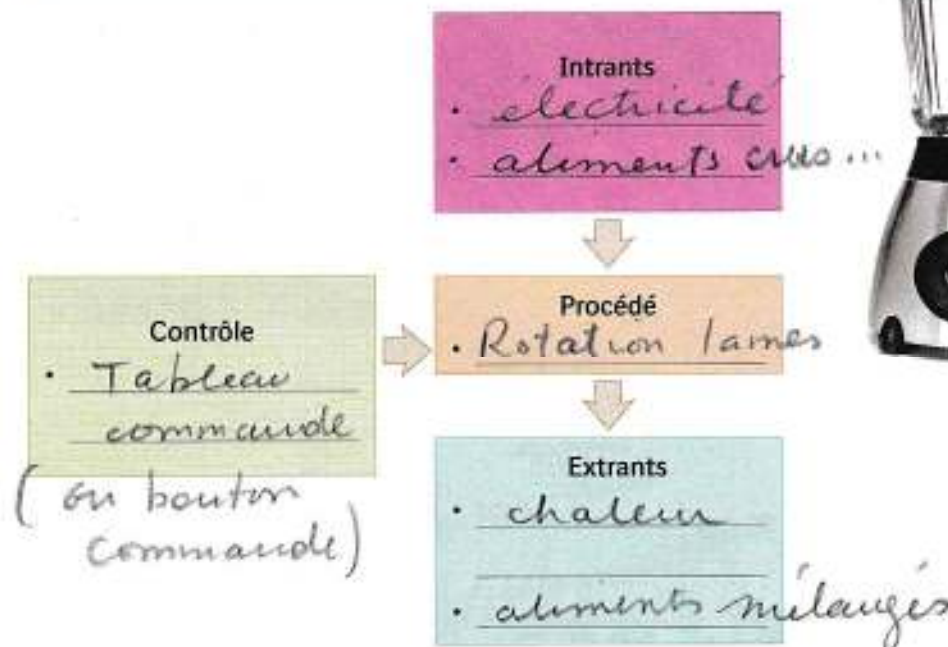 Intrants
• électricité
• aliments crus...
Contrôle
• Tableau
commande
(ou bouton
commande)
Procédé
• Rotation lames
Extrants
• chaleur
• aliments mélangés